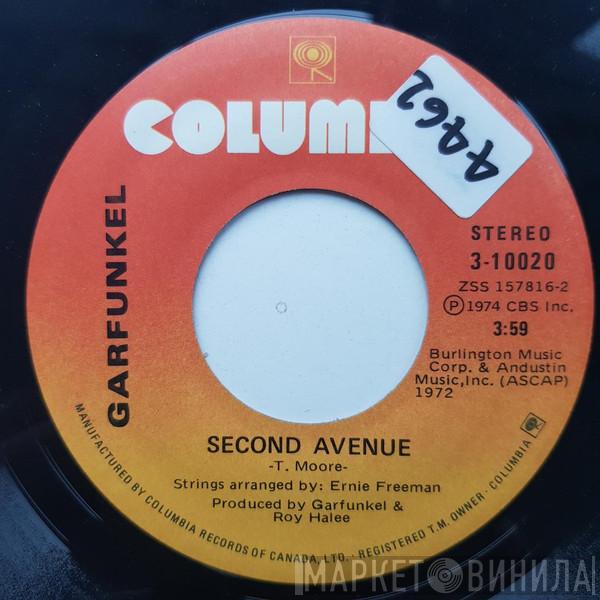 COLUM
4462
GARFUNKEL
STEREO
3-10020
ZSS 157816-2
Ⓟ1974 CBS Inc.
3:59
Burlington Music
Corp. & Andustin
Music,Inc. (ASCAP)
1972
SECOND AVENUE
-T. Moore-
Strings arranged by: Ernie Freeman
Produced by Garfunkel &
Roy Halee
MANUFACTURED BY COLUMBIA RECORDS OF CANADA, LTD. · REGISTERED T.M. OWNER · COLUMBIA
МАРКЕТ ВИНИЛА